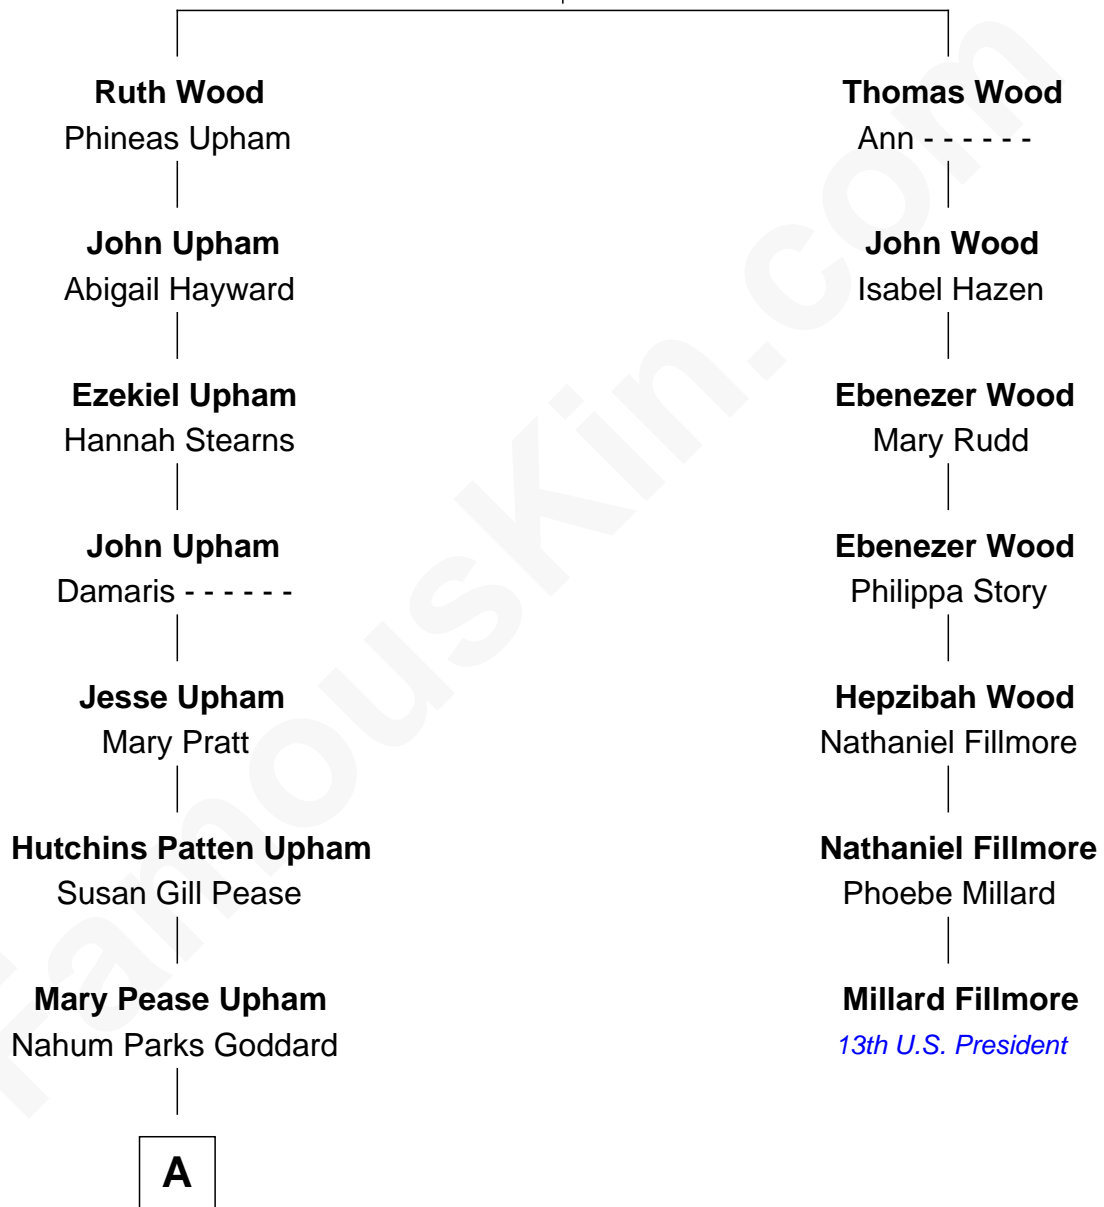 Ruth Wood
Phineas Upham
John Upham
Abigail Hayward
Ezekiel Upham
Hannah Stearns
John Upham
Damaris - - - - - -
Jesse Upham
Mary Pratt
Hutchins Patten Upham
Susan Gill Pease
Mary Pease Upham
Nahum Parks Goddard
A
Thomas Wood
Ann - - - - - -
John Wood
Isabel Hazen
Ebenezer Wood
Mary Rudd
Ebenezer Wood
Philippa Story
Hepzibah Wood
Nathaniel Fillmore
Nathaniel Fillmore
Phoebe Millard
Millard Fillmore
13th U.S. President
FamousKin.com